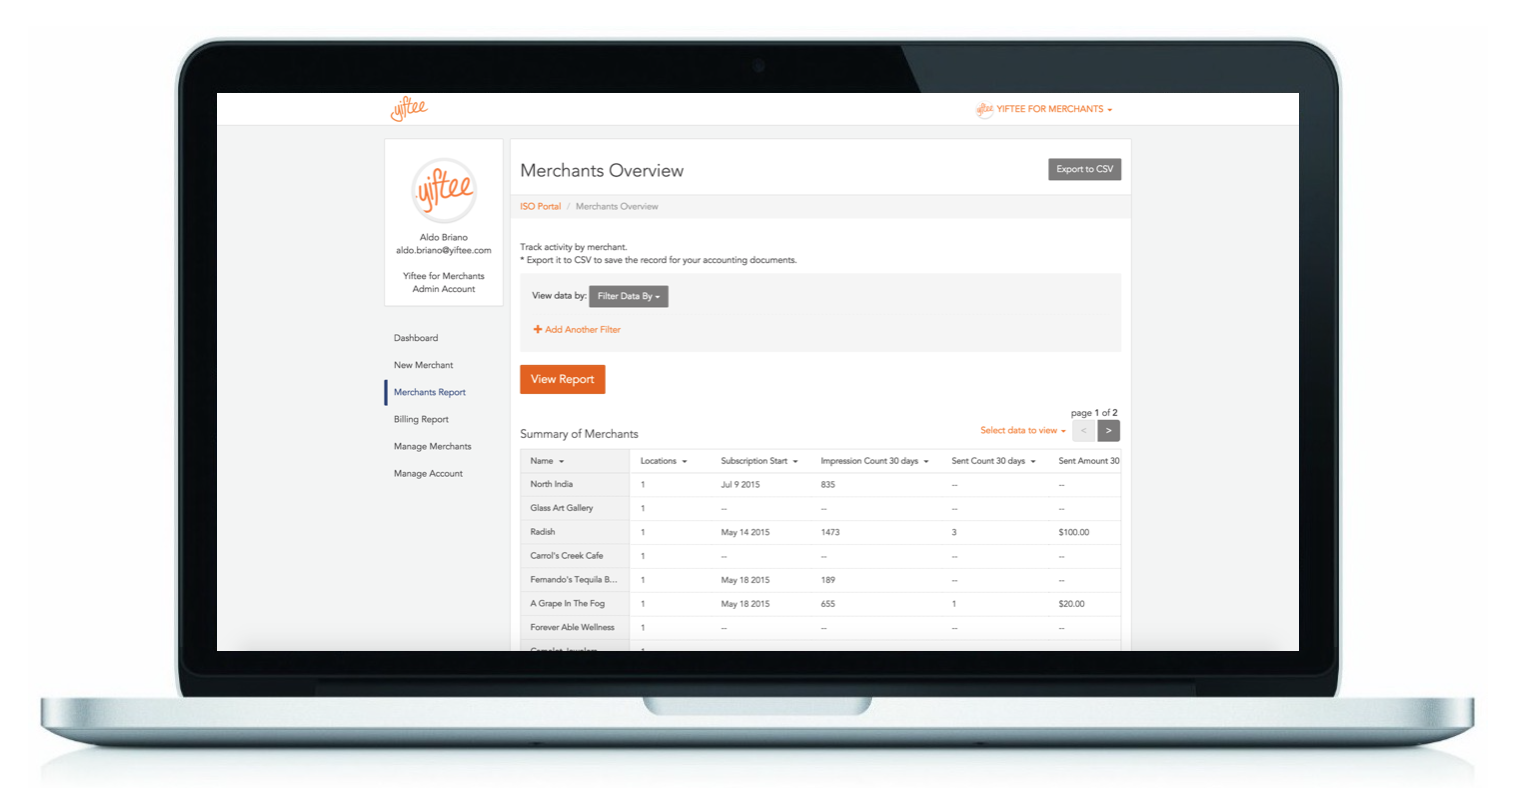 yiftee
yiftee YIFTEE FOR MERCHANTS
yiftee
Aldo Briano
aldo.briano@yiftee.com
Yiftee for Merchants
Admin Account
Dashboard
New Merchant
Merchants Report
Billing Report
Manage Merchants
Manage Account
Merchants Overview
Export to CSV
ISO Portal / Merchants Overview
Track activity by merchant.
* Export it to CSV to save the record for your accounting documents.
View data by: Filter Data By
+ Add Another Filter
View Report
page 1 of 2
Summary of Merchants
Select data to view < >
Name Locations Subscription Start Impression Count 30 days Sent Count 30 days Sent Amount 30
North India 1 Jul 9 2015 835 -- --
Glass Art Gallery 1 -- -- -- --
Radish 1 May 14 2015 1473 3 $100.00
Carrol's Creek Cafe 1 -- -- -- --
Fernando's Tequila B... 1 May 18 2015 189 -- --
A Grape In The Fog 1 May 18 2015 655 1 $20.00
Forever Able Wellness 1 -- -- -- --